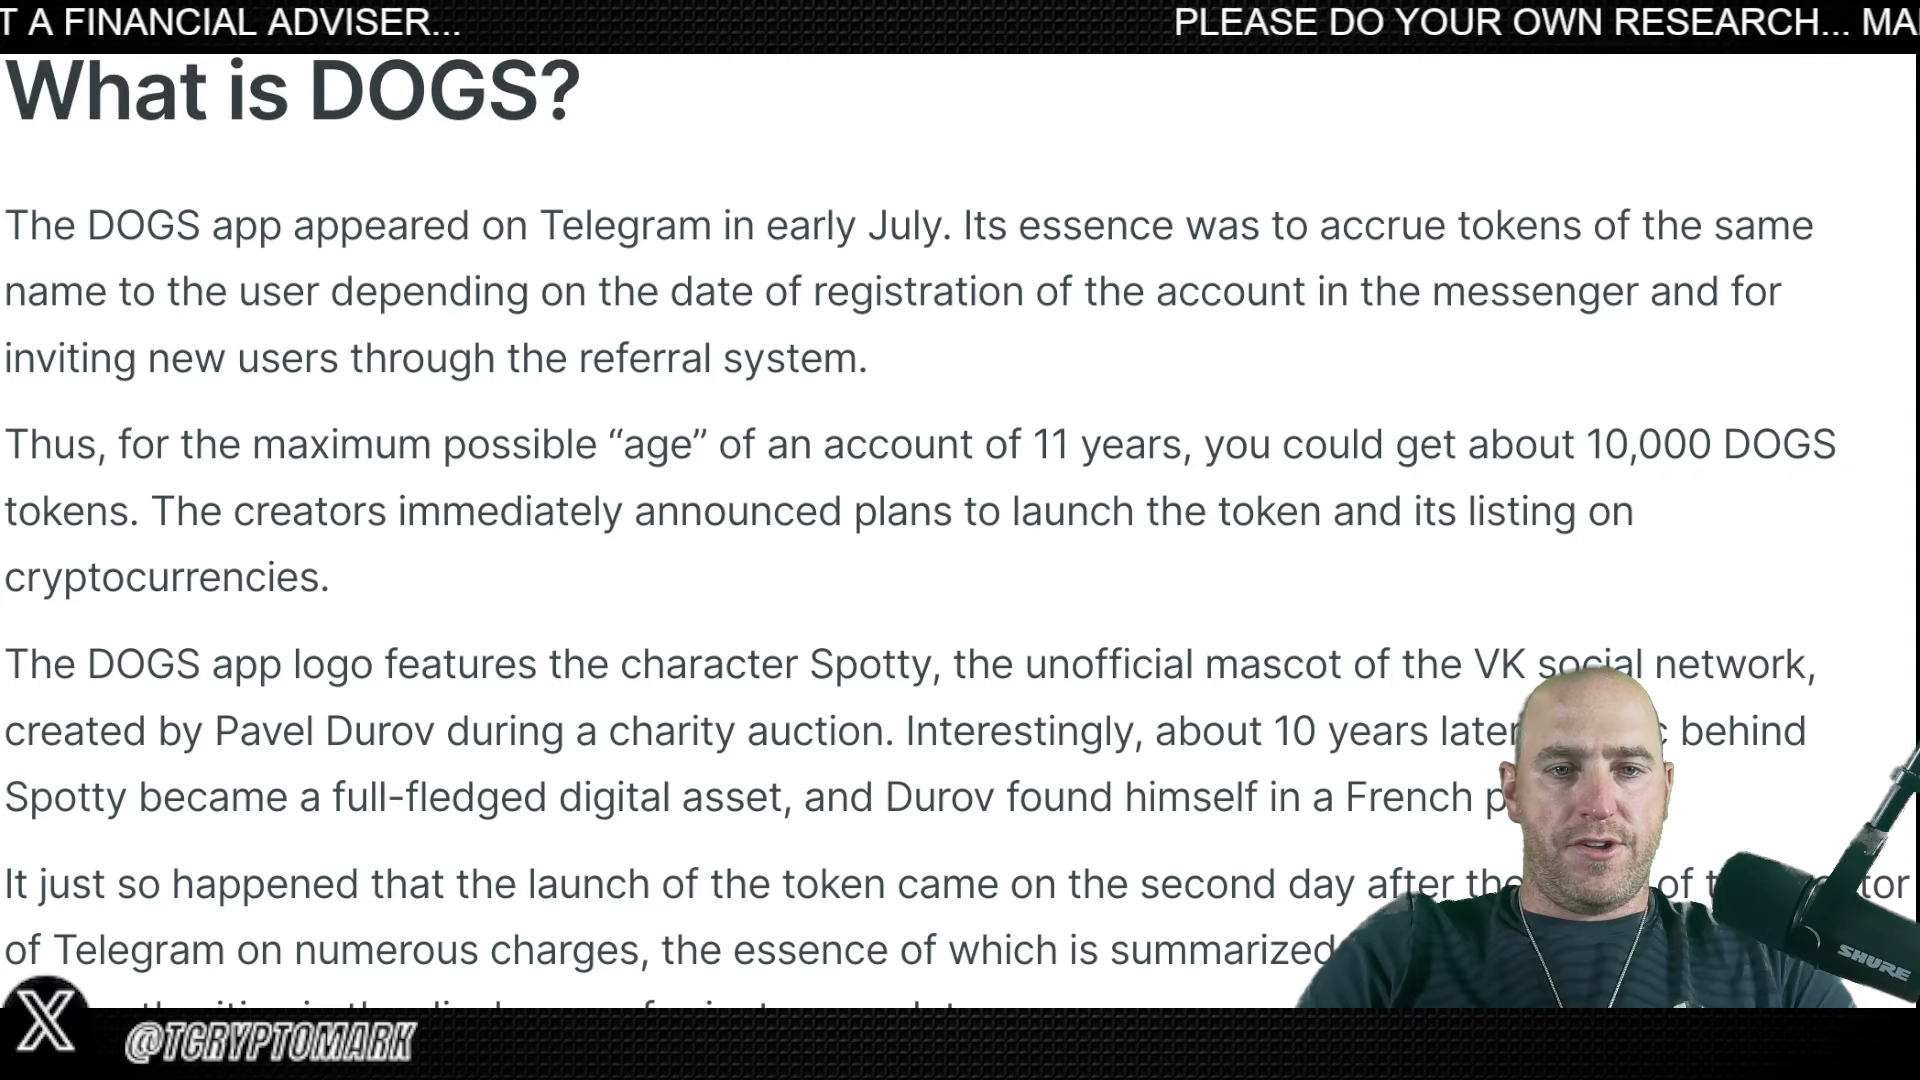 T A FINANCIAL ADVISER... PLEASE DO YOUR OWN RESEARCH... MA
What is DOGS?
The DOGS app appeared on Telegram in early July. Its essence was to accrue tokens of the same
name to the user depending on the date of registration of the account in the messenger and for
inviting new users through the referral system.
Thus, for the maximum possible “age” of an account of 11 years, you could get about 10,000 DOGS
tokens. The creators immediately announced plans to launch the token and its listing on
cryptocurrencies.
The DOGS app logo features the character Spotty, the unofficial mascot of the VK social network,
created by Pavel Durov during a charity auction. Interestingly, about 10 years later behind
Spotty became a full-fledged digital asset, and Durov found himself in a French
It just so happened that the launch of the token came on the second day after the of
of Telegram on numerous charges, the essence of which is summarized
SHURE
X @TCRYPTOMARK